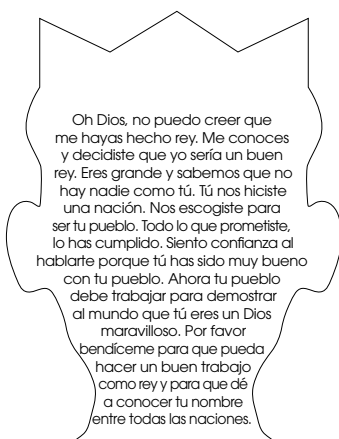 Oh Dios, no puedo creer que
me hayas hecho rey. Me conoces
y decidiste que yo sería un buen
rey. Eres grande y sabemos que no
hay nadie como tú. Tú nos hiciste
una nación. Nos escogiste para
ser tu pueblo. Todo lo que prometiste,
lo has cumplido. Siento confianza al
hablarte porque tú has sido muy bueno
con tu pueblo. Ahora tu pueblo
debe trabajar para demostrar
al mundo que tú eres un Dios
maravilloso. Por favor
bendíceme para que pueda
hacer un buen trabajo
como rey y para que dé
a conocer tu nombre
entre todas las naciones.